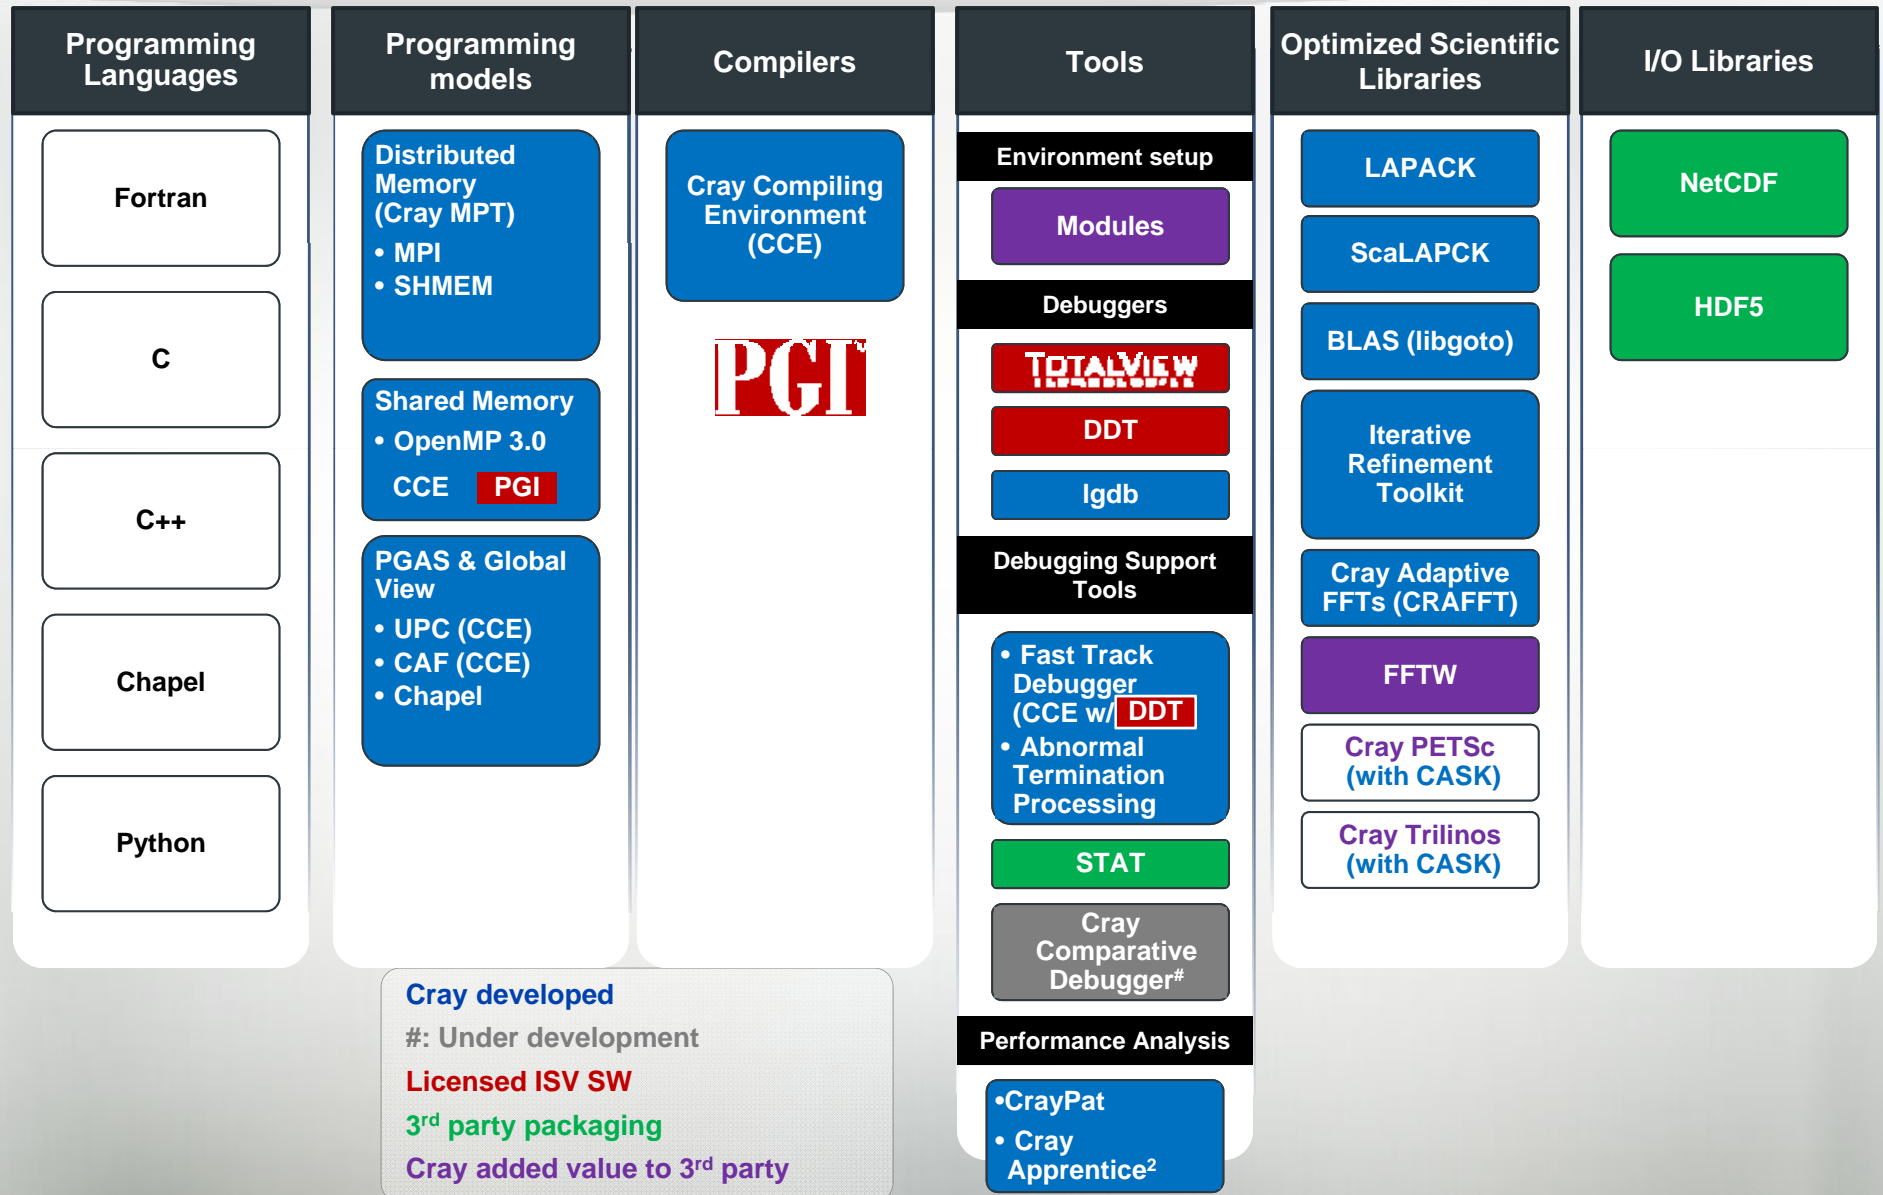 Programming
Languages
Fortran
C
C++
Chapel
Python
Programming
models
Distributed
Memory
(Cray MPT)
• MPI
• SHMEM
Shared Memory
• OpenMP 3.0
CCE PGI
PGAS & Global
View
• UPC (CCE)
• CAF (CCE)
• Chapel
Compilers
Cray Compiling
Environment
(CCE)
PGI
Tools
Environment setup
Modules
Debuggers
TOTALVIEW
DDT
lgdb
Debugging Support
Tools
• Fast Track
Debugger
(CCE w/ DDT
• Abnormal
Termination
Processing
STAT
Cray
Comparative
Debugger#
Performance Analysis
•CrayPat
• Cray
Apprentice2
Optimized Scientific
Libraries
LAPACK
ScaLAPCK
BLAS (libgoto)
Iterative
Refinement
Toolkit
Cray Adaptive
FFTs (CRAFFT)
FFTW
Cray PETSc
(with CASK)
Cray Trilinos
(with CASK)
I/O Libraries
NetCDF
HDF5
Cray developed
#: Under development
Licensed ISV SW
3rd party packaging
Cray added value to 3rd party